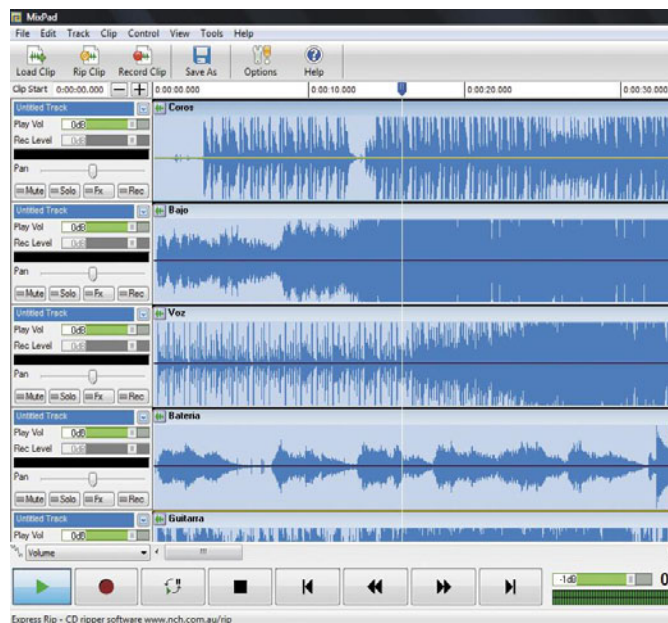 MixPad
File Edit Track Clip Control View Tools Help
Load Clip Rip Clip Record Clip Save As Options Help
Clip Start 0:00:00.000 0:00:00.000 0:00:10.000 0:00:20.000 0:00:30.000
Untitled Track Coros
Play Vol 0dB
Rec Level 0dB
Pan
Mute Solo Fx Rec
Untitled Track Bajo
Play Vol 0dB
Rec Level 0dB
Pan
Mute Solo Fx Rec
Untitled Track Voz
Play Vol 0dB
Rec Level 0dB
Pan
Mute Solo Fx Rec
Untitled Track Bateria
Play Vol 0dB
Rec Level 0dB
Pan
Mute Solo Fx Rec
Untitled Track Guitarra
Play Vol 0dB
Volume
-1dB 0
Express Rip - CD ripper software www.nch.com.au/rip